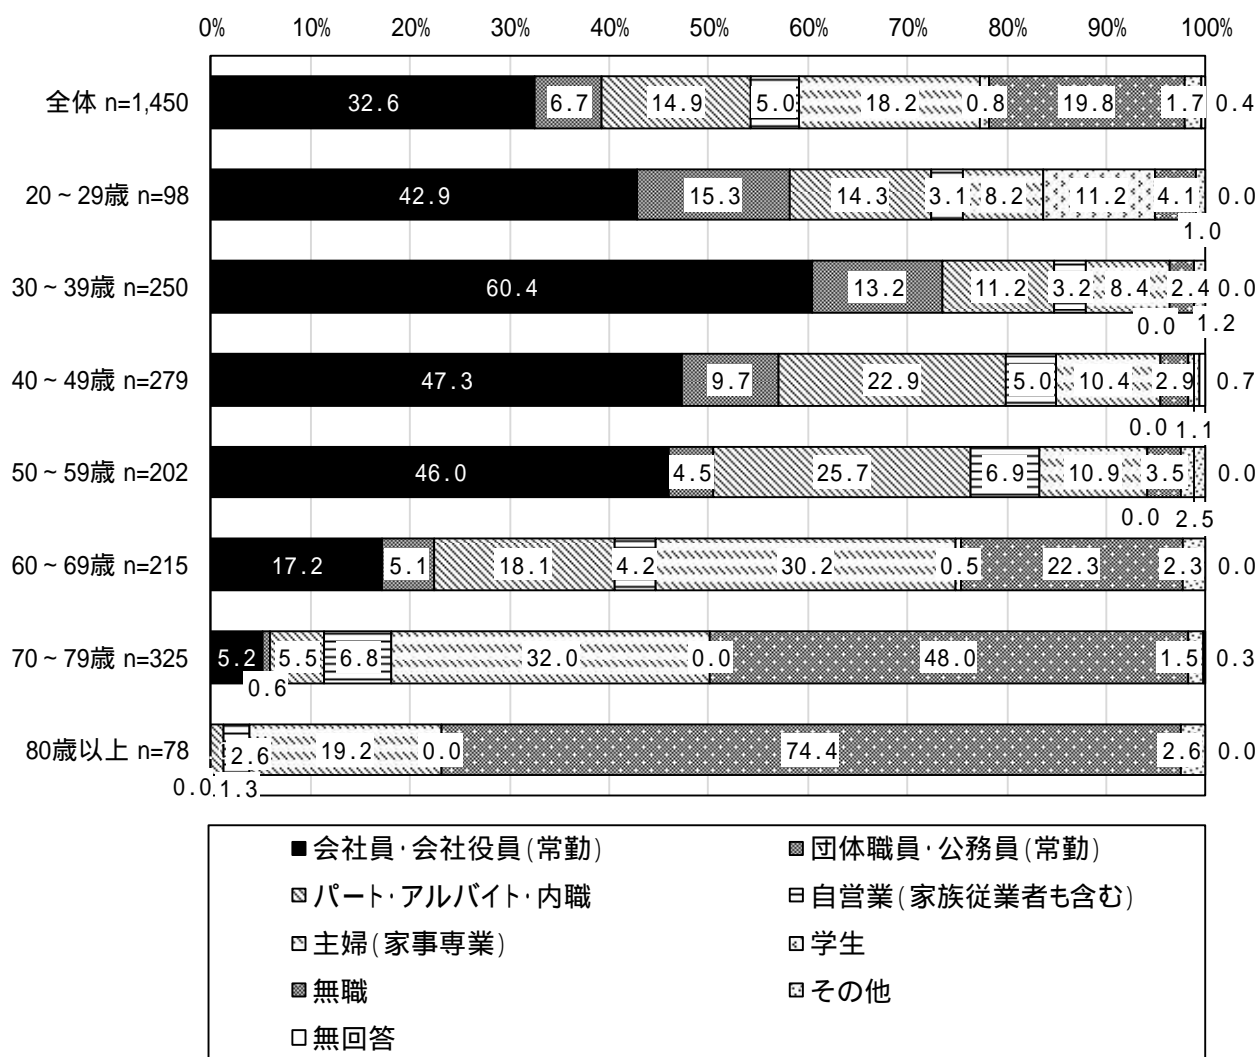 0% 10% 20% 30% 40% 50% 60% 70% 80% 90% 100%
全体 n=1,450 32.6 6.7 14.9 5.0 18.2 0.8 19.8 1.7 0.4
20~29歳 n=98 42.9 15.3 14.3 3.1 8.2 11.2 4.1 0.0
1.0
30~39歳 n=250 60.4 13.2 11.2 3.2 8.4 2.4 0.0
0.0 1.2
40~49歳 n=279 47.3 9.7 22.9 5.0 10.4 2.9 0.7
0.0 1.1
50~59歳 n=202 46.0 4.5 25.7 6.9 10.9 3.5 0.0
0.0 2.5
60~69歳 n=215 17.2 5.1 18.1 4.2 30.2 0.5 22.3 2.3 0.0
70~79歳 n=325 5.2 5.5 6.8 32.0 0.0 48.0 1.5 0.3
0.6
80歳以上 n=78 2.6 19.2 0.0 74.4 2.6 0.0
0.0 1.3
会社員・会社役員(常勤) 団体職員・公務員(常勤)
パート・アルバイト・内職 自営業(家族従業者も含む)
主婦(家事専業) 学生
無職 その他
無回答